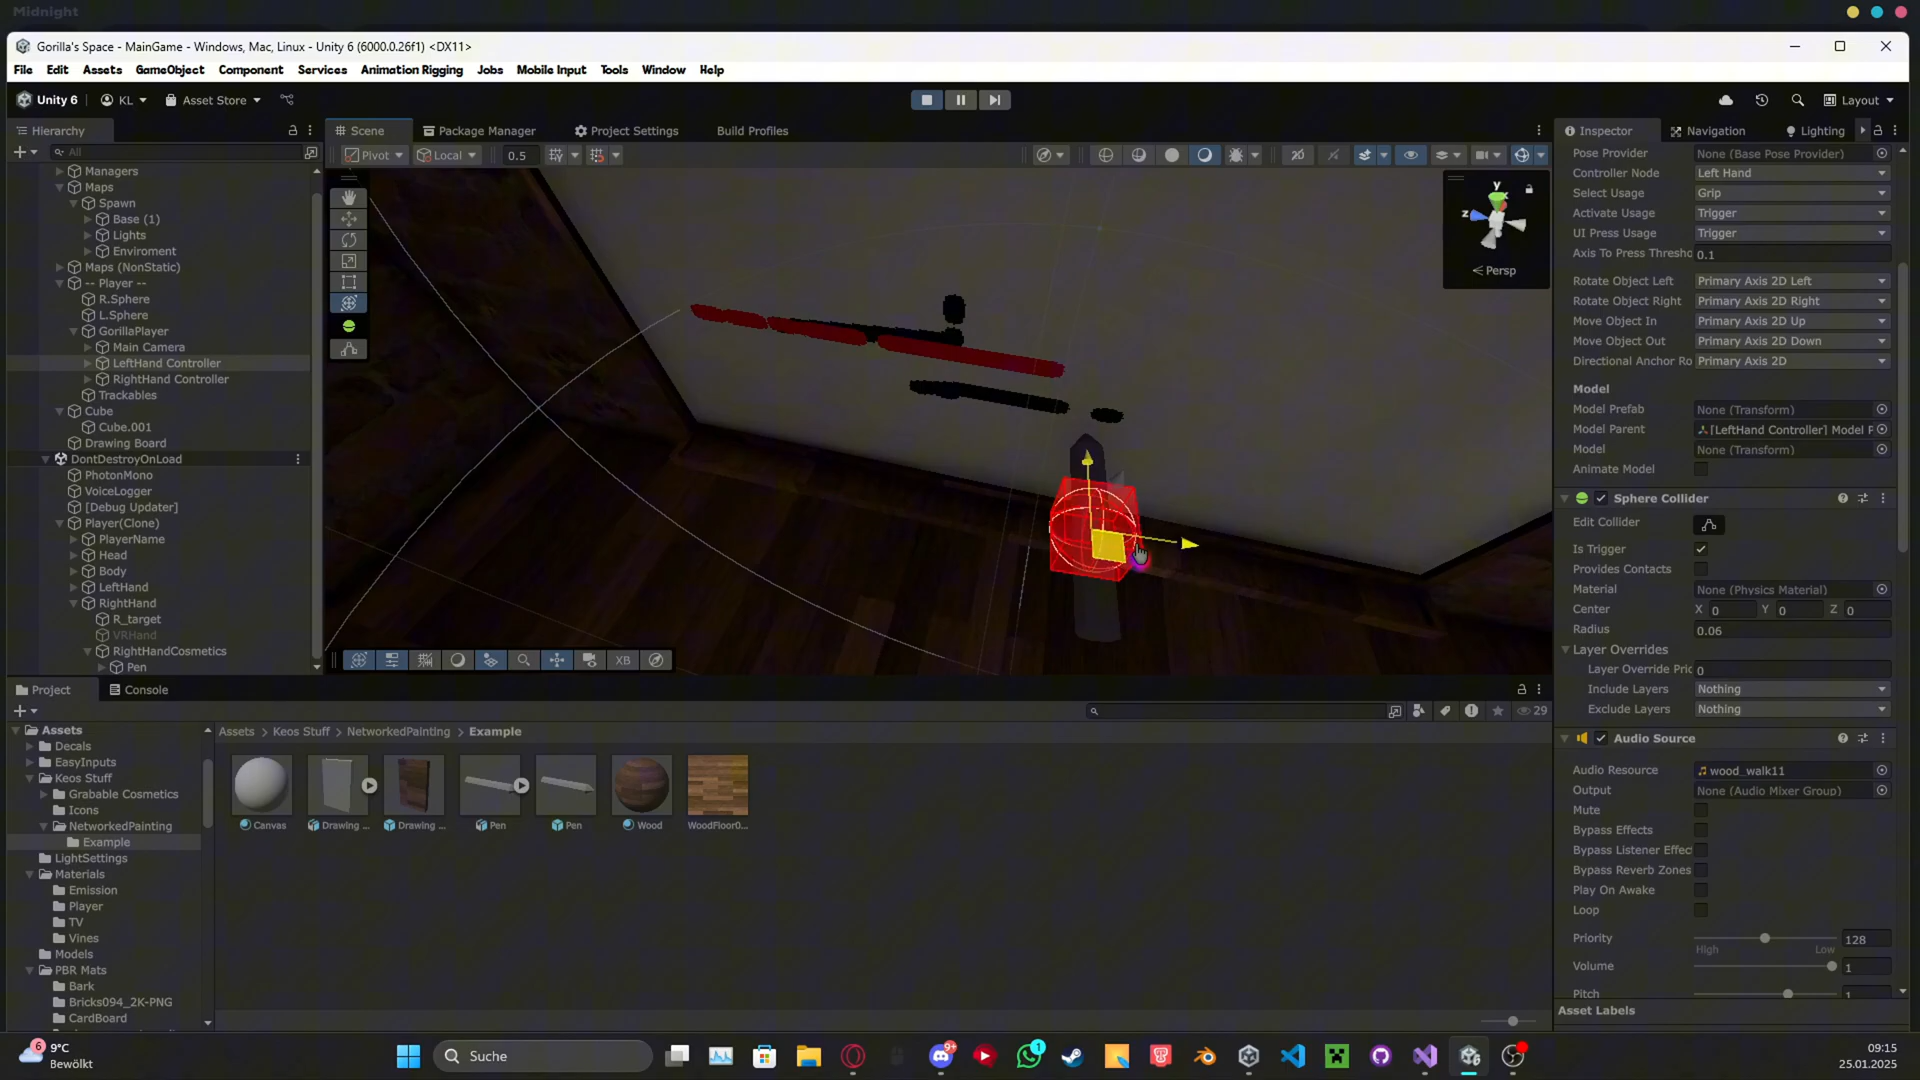 Midnight
Gorilla's Space - MainGame - Windows, Mac, Linux - Unity 6 (6000.0.26f1) <DX11>
File Edit Assets GameObject Component Services Animation Rigging Jobs Mobile Input Tools Window Help
Unity 6 KL Asset Store Layout
Hierarchy
All
Managers
Maps
Spawn
Base (1)
Lights
Enviroment
Maps (NonStatic)
-- Player --
R.Sphere
L.Sphere
GorillaPlayer
Main Camera
LeftHand Controller
RightHand Controller
Trackables
Cube
Cube.001
Drawing Board
DontDestroyOnLoad
PhotonMono
VoiceLogger
[Debug Updater]
Player(Clone)
PlayerName
Head
Body
LeftHand
RightHand
R_target
VRHand
RightHandCosmetics
Pen
Scene Package Manager Project Settings Build Profiles
Pivot Local 0.5 2D
y
x
z
Persp
XB
Inspector Navigation Lighting
Pose Provider None (Base Pose Provider)
Controller Node Left Hand
Select Usage Grip
Activate Usage Trigger
UI Press Usage Trigger
Axis To Press Thresho 0.1
Rotate Object Left Primary Axis 2D Left
Rotate Object Right Primary Axis 2D Right
Move Object In Primary Axis 2D Up
Move Object Out Primary Axis 2D Down
Directional Anchor Ro Primary Axis 2D
Model
Model Prefab None (Transform)
Model Parent [LeftHand Controller] Model P
Model None (Transform)
Animate Model
Sphere Collider
Edit Collider
Is Trigger
Provides Contacts
Material None (Physics Material)
Center X 0 Y 0 Z 0
Radius 0.06
Layer Overrides
Layer Override Pric 0
Include Layers Nothing
Exclude Layers Nothing
Audio Source
Audio Resource wood_walk11
Output None (Audio Mixer Group)
Mute
Bypass Effects
Bypass Listener Effect
Bypass Reverb Zones
Play On Awake
Loop
Priority 128
High Low
Volume 1
Pitch 1
Asset Labels
Project Console
29
Assets
Decals
EasyInputs
Keos Stuff
Grabable Cosmetics
Icons
NetworkedPainting
Example
LightSettings
Materials
Emission
Player
TV
Vines
Models
PBR Mats
Bark
Bricks094_2K-PNG
CardBoard
Assets > Keos Stuff > NetworkedPainting > Example
Canvas Drawing ... Drawing ... Pen Pen Wood WoodFloor0...
6
9°C
Bewölkt
Suche
9+
1
09:15
25.01.2025